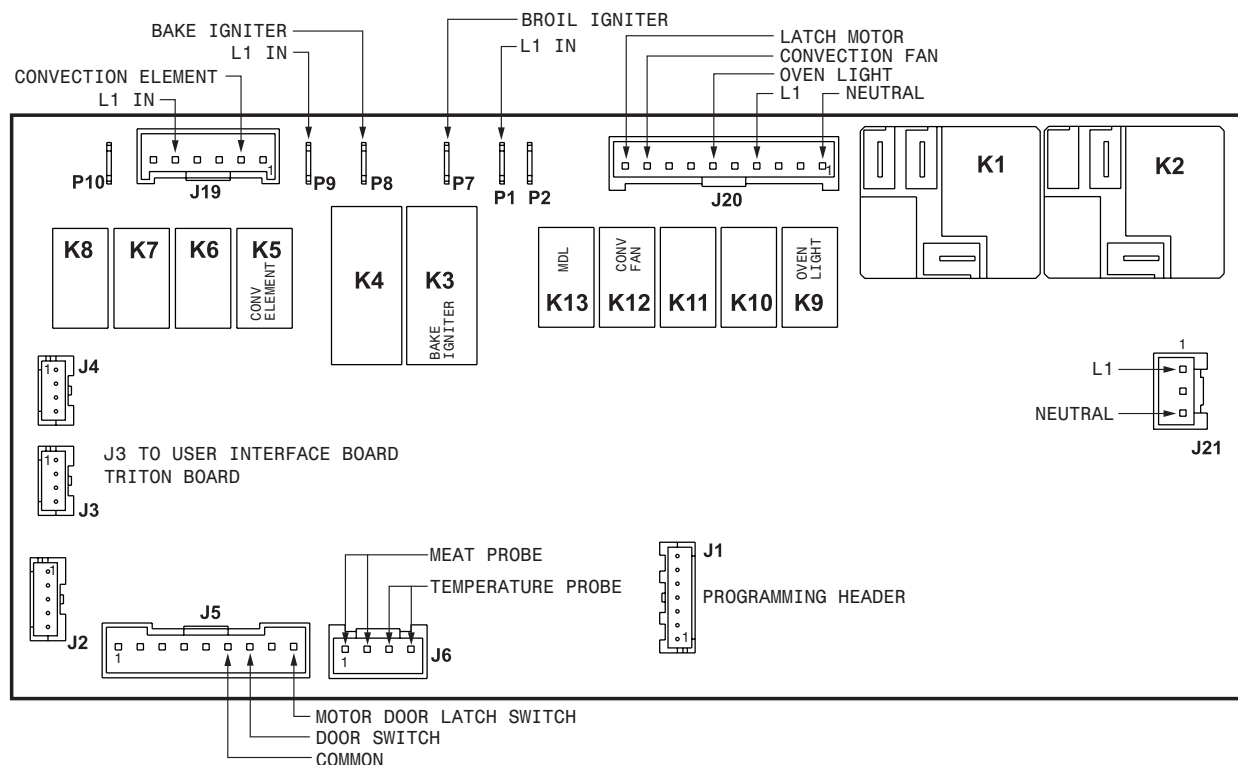 BROIL IGNITER
BAKE IGNITER
L1 IN
L1 IN
LATCH MOTOR
CONVECTION FAN
CONVECTION ELEMENT
OVEN LIGHT
L1 IN
L1
NEUTRAL
P10
1
J19
P9
P8
P7
P1
P2
1
J20
K1
K2
K8
K7
K6
K5
CONV
ELEMENT
K4
K3
BAKE
IGNITER
MDL
K13
CONV
FAN
K12
K11
K10
OVEN
LIGHT
K9
1
J4
1
L1
NEUTRAL
J21
J3 TO USER INTERFACE BOARD
TRITON BOARD
1
J3
1
J2
J5
1
MEAT PROBE
TEMPERATURE PROBE
1
J6
J1
PROGRAMMING HEADER
1
MOTOR DOOR LATCH SWITCH
DOOR SWITCH
COMMON